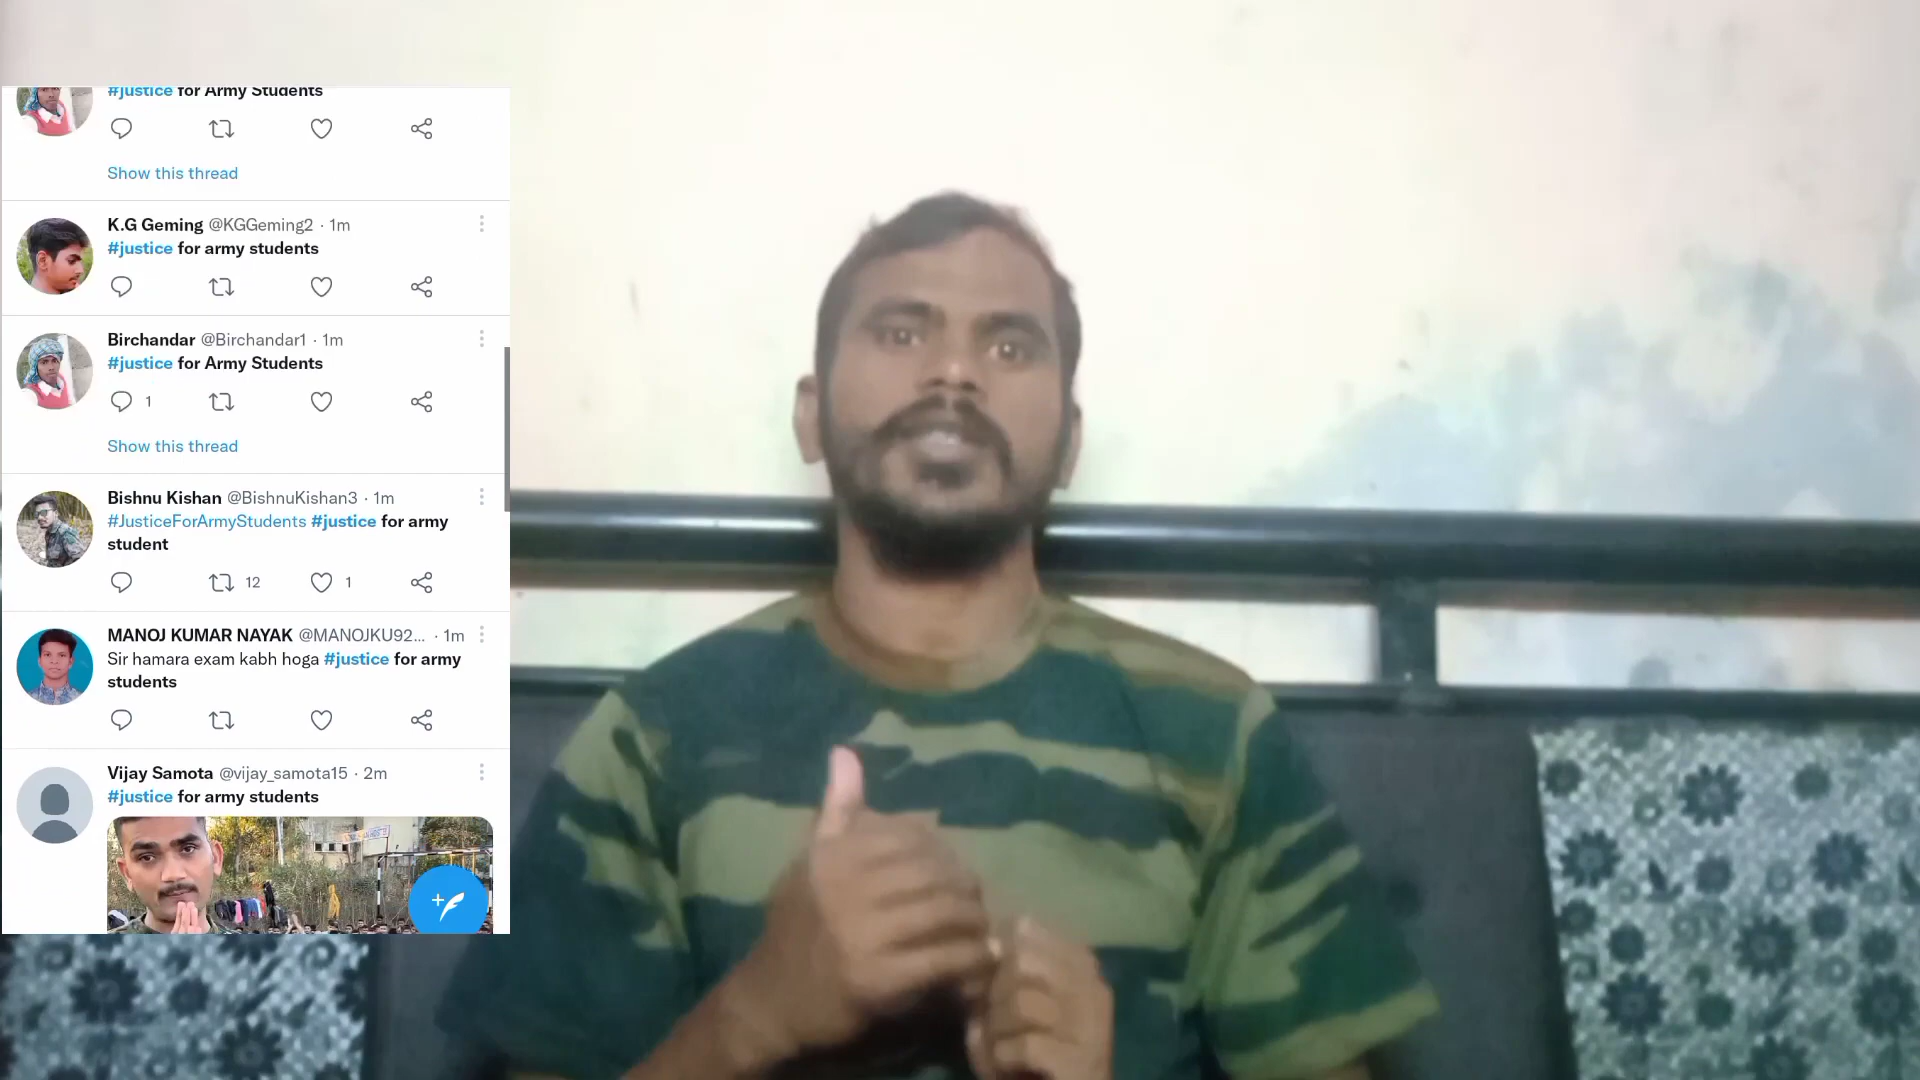 #justice for Army Students
Show this thread
K.G Geming @KGGeming2 · 1m
#justice for army students
Birchandar @Birchandar1 · 1m
#justice for Army Students
1
Show this thread
Bishnu Kishan @BishnuKishan3 · 1m
#JusticeForArmyStudents #justice for army
student
12 1
MANOJ KUMAR NAYAK @MANOJKU92... · 1m
Sir hamara exam kabh hoga #justice for army
students
Vijay Samota @vijay_samota15 · 2m
#justice for army students